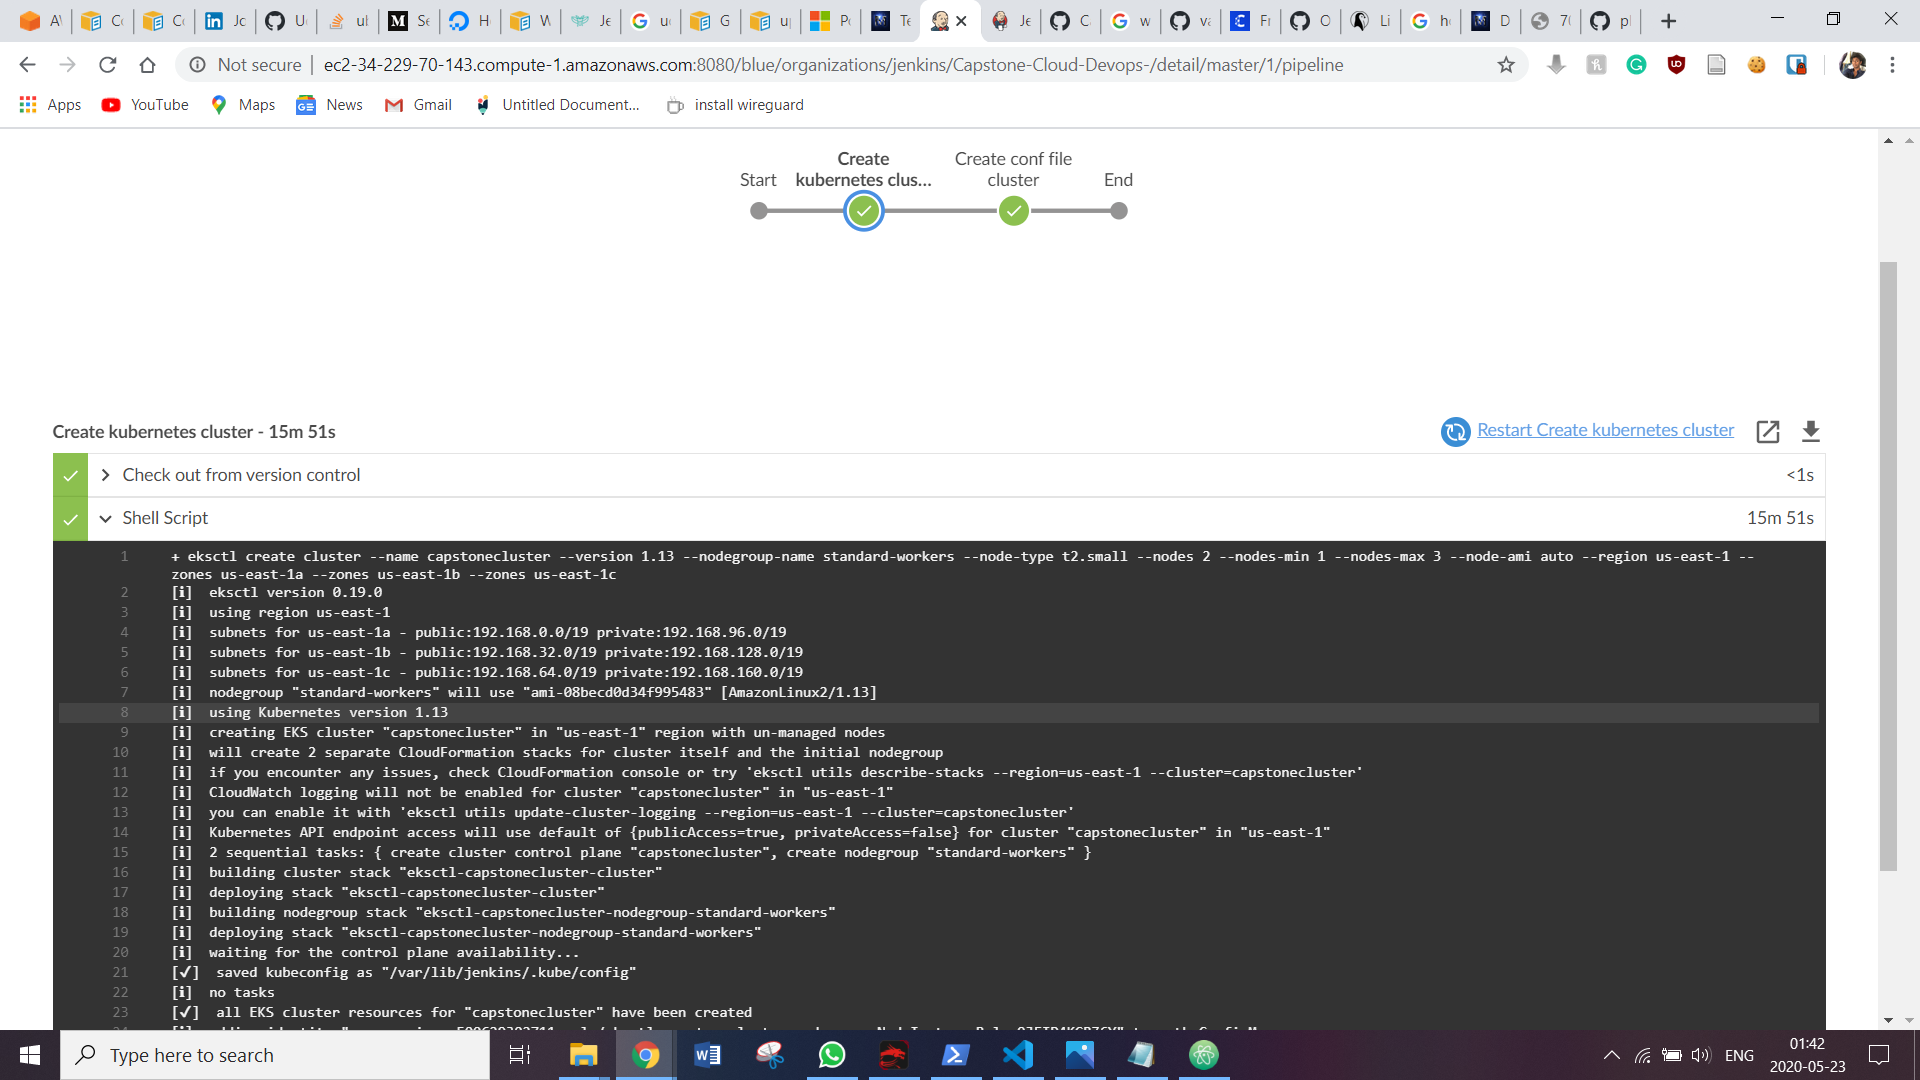 A\
Co
Co
Jo
U
ub
Se
H
W
Je
uc
G
up
Po
Te
Je
C
w
va
Fr
O
Li
he
D
70
pl
Not secure
ec2-34-229-70-143.compute-1.amazonaws.com:8080/blue/organizations/jenkins/Capstone-Cloud-Devops-/detail/master/1/pipeline
Apps
YouTube
Maps
News
Gmail
Untitled Document...
install wireguard
Start
Create
kubernetes clus...
Create conf file
cluster
End
Create kubernetes cluster - 15m 51s
Restart Create kubernetes cluster
Check out from version control
<1s
Shell Script
15m 51s
1 + eksctl create cluster --name capstonecluster --version 1.13 --nodegroup-name standard-workers --node-type t2.small --nodes 2 --nodes-min 1 --nodes-max 3 --node-ami auto --region us-east-1 --
zones us-east-1a --zones us-east-1b --zones us-east-1c
2 [ℹ]  eksctl version 0.19.0
3 [ℹ]  using region us-east-1
4 [ℹ]  subnets for us-east-1a - public:192.168.0.0/19 private:192.168.96.0/19
5 [ℹ]  subnets for us-east-1b - public:192.168.32.0/19 private:192.168.128.0/19
6 [ℹ]  subnets for us-east-1c - public:192.168.64.0/19 private:192.168.160.0/19
7 [ℹ]  nodegroup "standard-workers" will use "ami-08becd0d34f995483" [AmazonLinux2/1.13]
8 [ℹ]  using Kubernetes version 1.13
9 [ℹ]  creating EKS cluster "capstonecluster" in "us-east-1" region with un-managed nodes
10 [ℹ]  will create 2 separate CloudFormation stacks for cluster itself and the initial nodegroup
11 [ℹ]  if you encounter any issues, check CloudFormation console or try 'eksctl utils describe-stacks --region=us-east-1 --cluster=capstonecluster'
12 [ℹ]  CloudWatch logging will not be enabled for cluster "capstonecluster" in "us-east-1"
13 [ℹ]  you can enable it with 'eksctl utils update-cluster-logging --region=us-east-1 --cluster=capstonecluster'
14 [ℹ]  Kubernetes API endpoint access will use default of {publicAccess=true, privateAccess=false} for cluster "capstonecluster" in "us-east-1"
15 [ℹ]  2 sequential tasks: { create cluster control plane "capstonecluster", create nodegroup "standard-workers" }
16 [ℹ]  building cluster stack "eksctl-capstonecluster-cluster"
17 [ℹ]  deploying stack "eksctl-capstonecluster-cluster"
18 [ℹ]  building nodegroup stack "eksctl-capstonecluster-nodegroup-standard-workers"
19 [ℹ]  deploying stack "eksctl-capstonecluster-nodegroup-standard-workers"
20 [ℹ]  waiting for the control plane availability...
21 [✔]  saved kubeconfig as "/var/lib/jenkins/.kube/config"
22 [ℹ]  no tasks
23 [✔]  all EKS cluster resources for "capstonecluster" have been created
Type here to search
ENG
01:42
2020-05-23